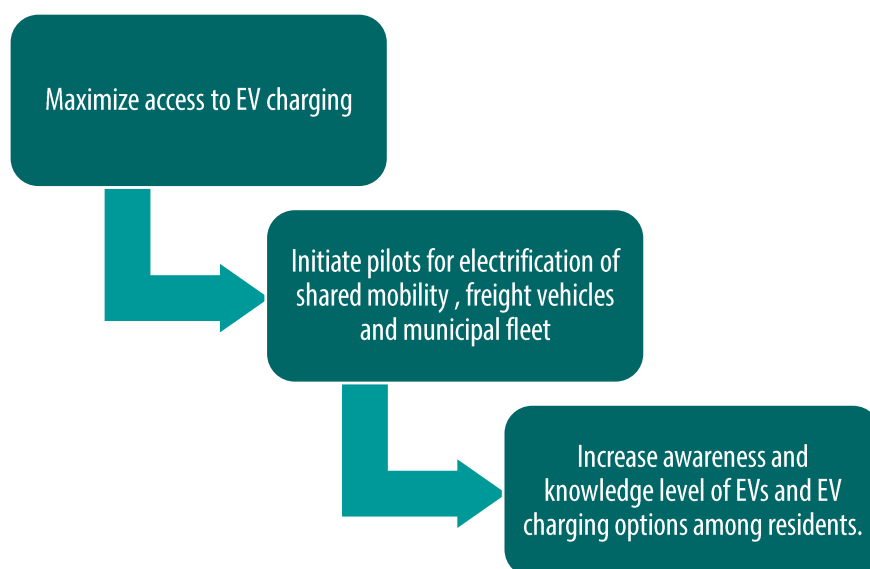 Maximize access to EV charging
Initiate pilots for electrification of
shared mobility , freight vehicles
and municipal fleet
Increase awareness and
knowledge level of EVs and EV
charging options among residents.